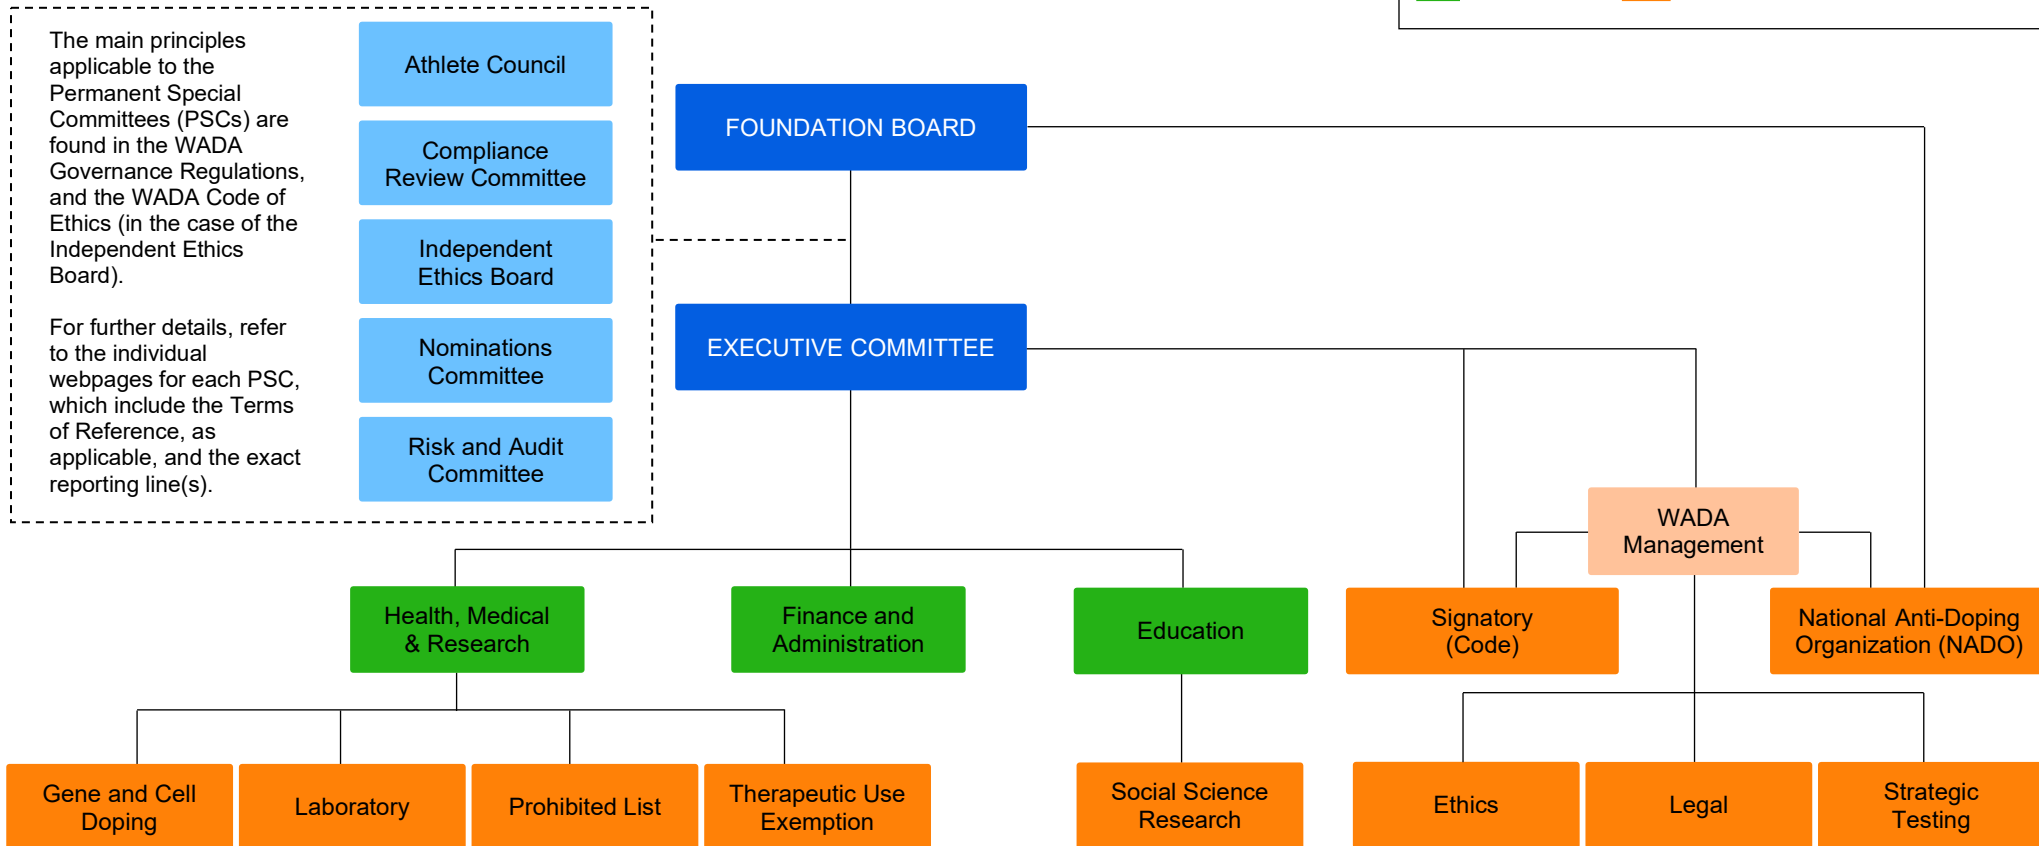 The main principles
applicable to the
Permanent Special
Committees (PSCs) are
found in the WADA
Governance Regulations,
and the WADA Code of
Ethics (in the case of the
Independent Ethics
Board).
For further details, refer
to the individual
webpages for each PSC,
which include the Terms
of Reference, as
applicable, and the exact
reporting line(s).
Athlete Council
Compliance
Review Committee
Independent
Ethics Board
Nominations
Committee
Risk and Audit
Committee
FOUNDATION BOARD
EXECUTIVE COMMITTEE
WADA
Management
Health, Medical
& Research
Finance and
Administration
Education
Signatory
(Code)
National Anti-Doping
Organization (NADO)
Gene and Cell
Doping
Laboratory
Prohibited List
Therapeutic Use
Exemption
Social Science
Research
Ethics
Legal
Strategic
Testing